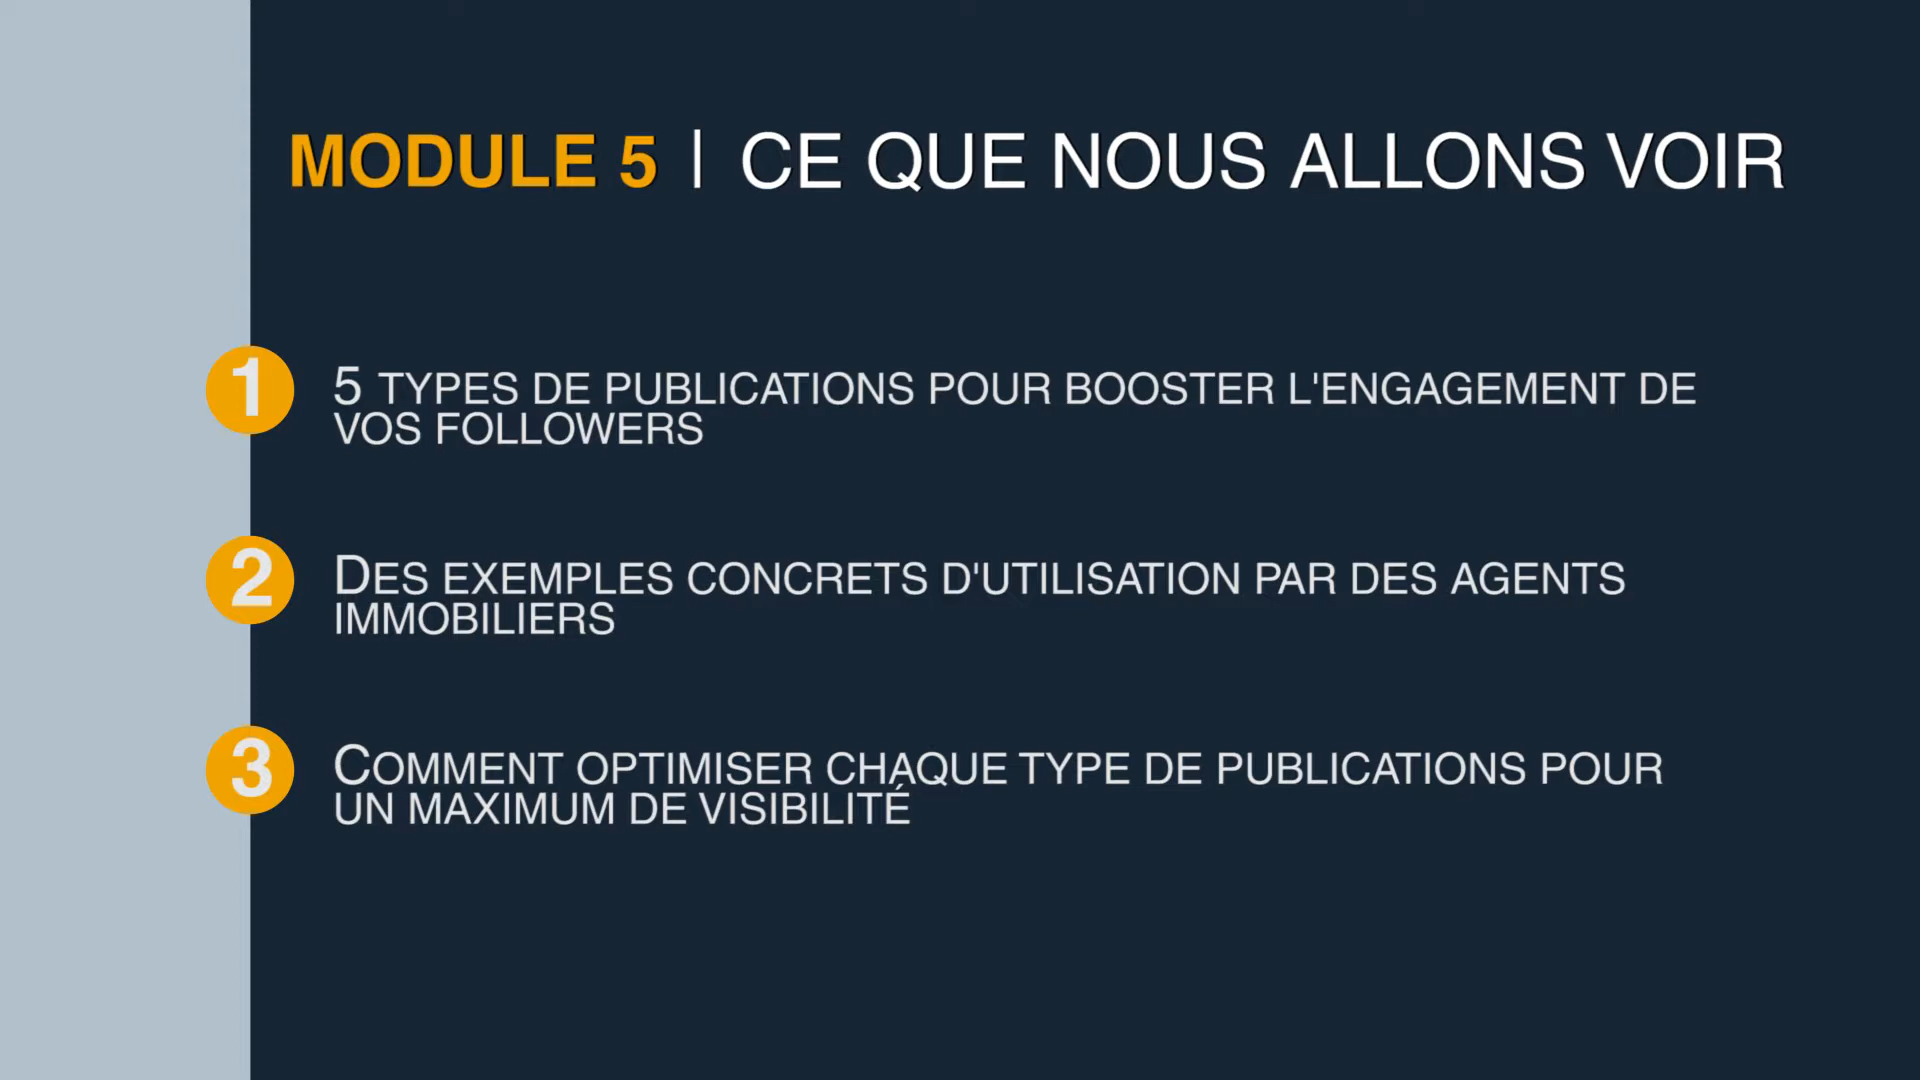 MODULE 5 | CE QUE NOUS ALLONS VOIR
1 5 TYPES DE PUBLICATIONS POUR BOOSTER L'ENGAGEMENT DE
VOS FOLLOWERS
2 DES EXEMPLES CONCRETS D'UTILISATION PAR DES AGENTS
IMMOBILIERS
3 COMMENT OPTIMISER CHAQUE TYPE DE PUBLICATIONS POUR
UN MAXIMUM DE VISIBILITÉ